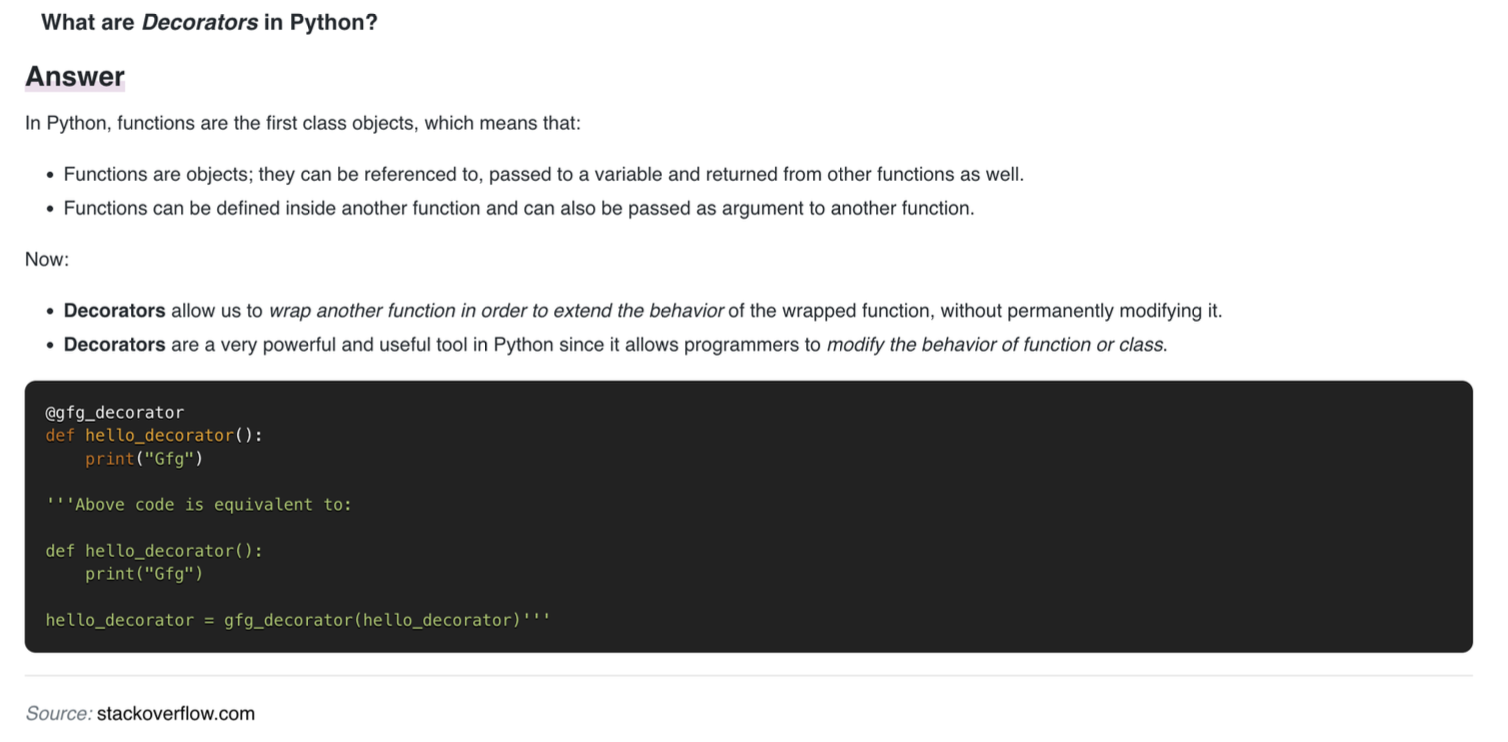 What are Decorators in Python?
Answer
In Python, functions are the first class objects, which means that:
• Functions are objects; they can be referenced to, passed to a variable and returned from other functions as well.
• Functions can be defined inside another function and can also be passed as argument to another function.
Now:
• Decorators allow us to wrap another function in order to extend the behavior of the wrapped function, without permanently modifying it.
• Decorators are a very powerful and useful tool in Python since it allows programmers to modify the behavior of function or class.
@gfg_decorator
def hello_decorator():
    print("Gfg")
'''Above code is equivalent to:
def hello_decorator():
    print("Gfg")
hello_decorator = gfg_decorator(hello_decorator)'''
Source: stackoverflow.com